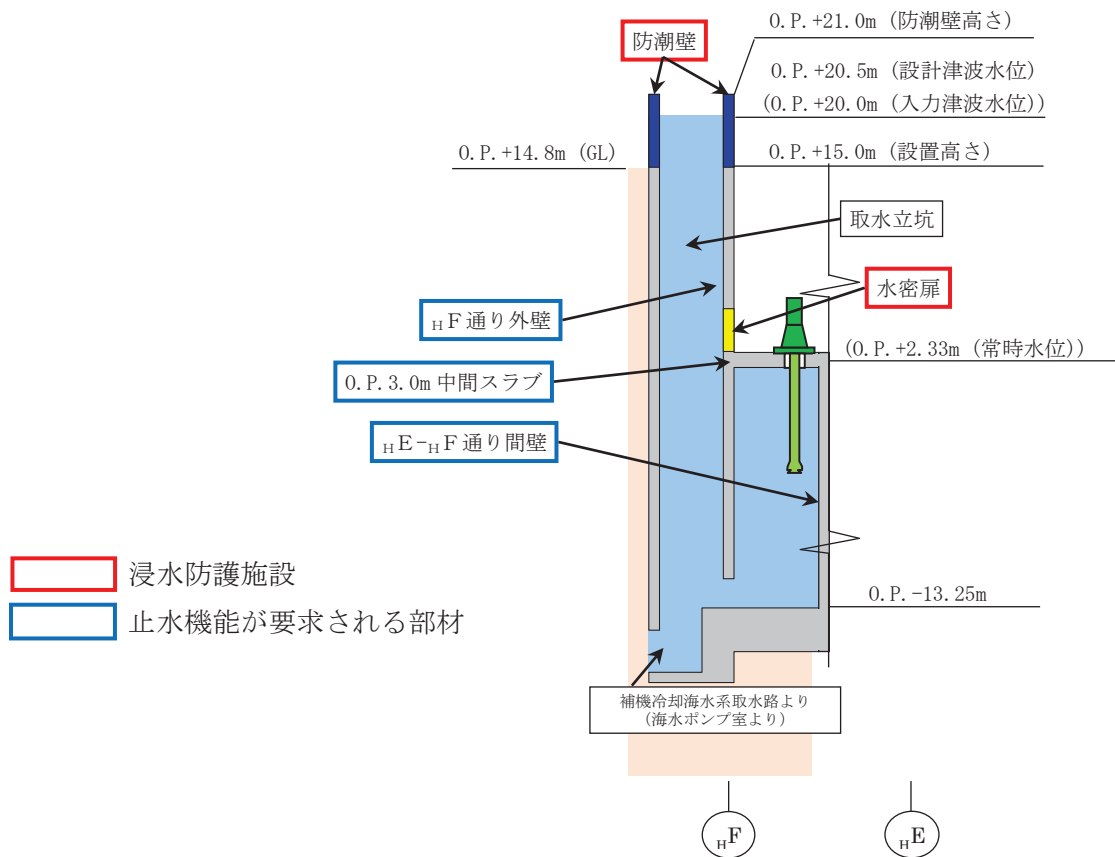 防潮壁
O.P.+21.0m (防潮壁高さ)
O.P.+20.5m (設計津波水位)
(O.P.+20.0m (入力津波水位))
O.P.+14.8m (GL)
O.P.+15.0m (設置高さ)
取水立坑
水密扉
HF通り外壁
(O.P.+2.33m (常時水位))
O.P.3.0m 中間スラブ
HE-HF通り間壁
浸水防護施設
止水機能が要求される部材
O.P.-13.25m
補機冷却海水系取水路より
(海水ポンプ室より)
HF
HE